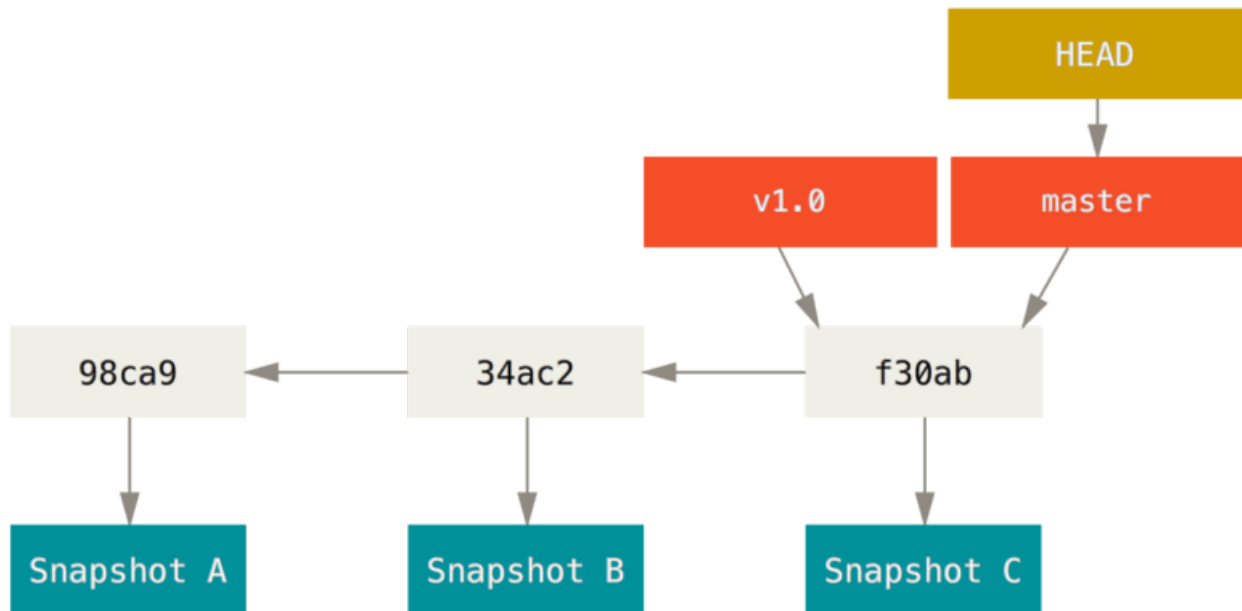 HEAD
v1.0
master
98ca9
34ac2
f30ab
Snapshot A
Snapshot B
Snapshot C